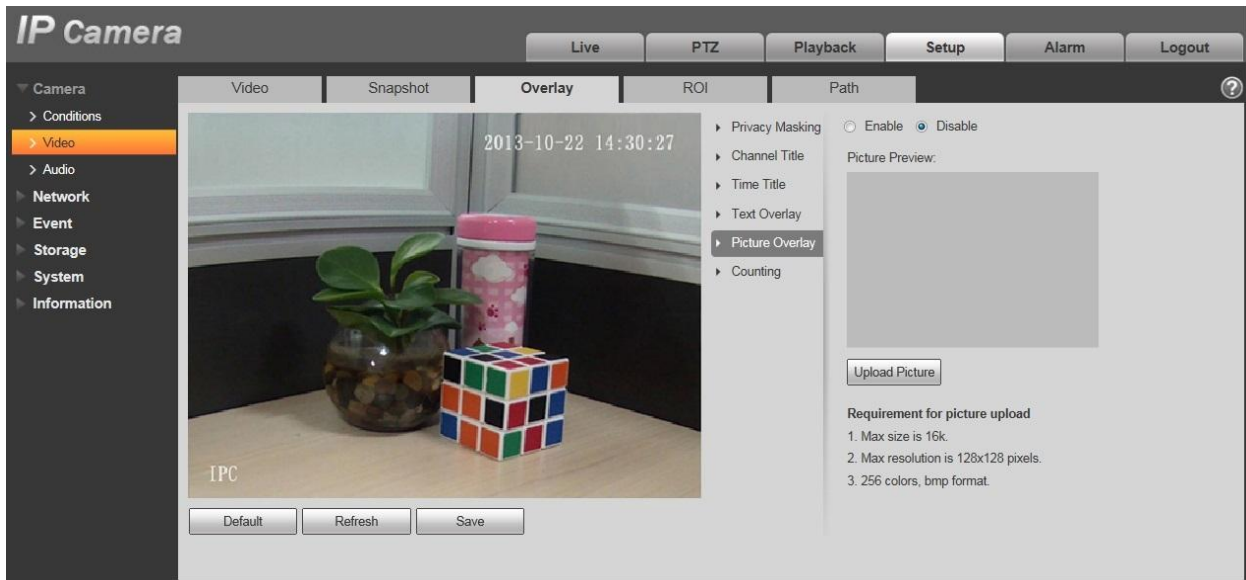 IP Camera
Live
PTZ
Playback
Setup
Alarm
Logout
Camera
Conditions
Video
Audio
Network
Event
Storage
System
Information
Video
Snapshot
Overlay
ROI
Path
?
2013-10-22 14:30:27
IPC
Default
Refresh
Save
Privacy Masking
Channel Title
Time Title
Text Overlay
Picture Overlay
Counting
Enable
Disable
Picture Preview:
Upload Picture
Requirement for picture upload
1. Max size is 16k.
2. Max resolution is 128x128 pixels.
3. 256 colors, bmp format.